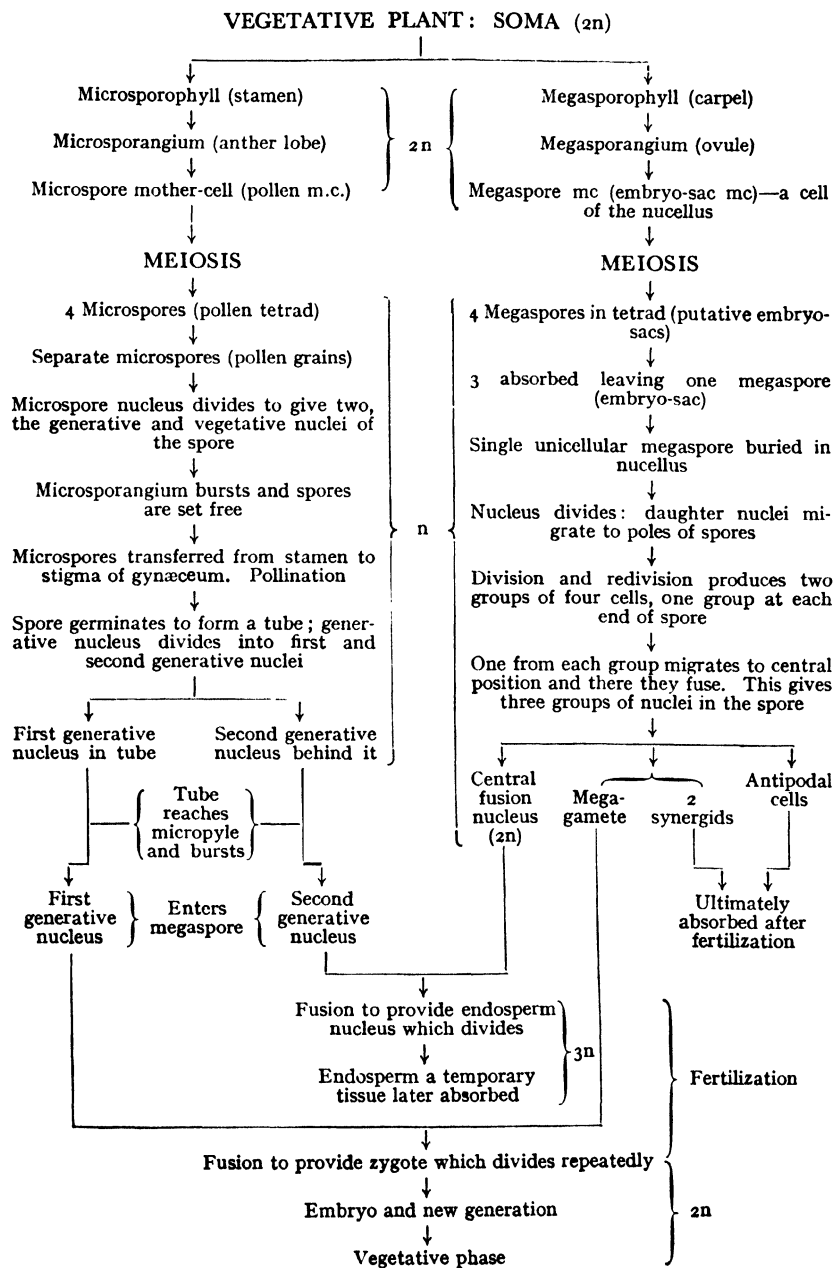 VEGETATIVE PLANT: SOMA (2n)
Microsporophyll (stamen)
Microsporangium (anther lobe)
Microspore mother-cell (pollen m.c.)
2n
Megasporophyll (carpel)
Megasporangium (ovule)
Megaspore mc (embryo-sac mc)—a cell
of the nucellus
MEIOSIS
MEIOSIS
4 Microspores (pollen tetrad)
Separate microspores (pollen grains)
Microspore nucleus divides to give two,
the generative and vegetative nuclei of
the spore
Microsporangium bursts and spores
are set free
Microspores transferred from stamen to
stigma of gynæceum. Pollination
Spore germinates to form a tube; gener-
ative nucleus divides into first and
second generative nuclei
First generative
nucleus in tube
Second generative
nucleus behind it
n
4 Megaspores in tetrad (putative embryo-
sacs)
3 absorbed leaving one megaspore
(embryo-sac)
Single unicellular megaspore buried in
nucellus
Nucleus divides: daughter nuclei mi-
grate to poles of spores
Division and redivision produces two
groups of four cells, one group at each
end of spore
One from each group migrates to central
position and there they fuse. This gives
three groups of nuclei in the spore
Central
fusion
nucleus
(2n)
Mega-
gamete
2
synergids
Antipodal
cells
Tube
reaches
micropyle
and bursts
First
generative
nucleus
Enters
megaspore
Second
generative
nucleus
Ultimately
absorbed after
fertilization
Fusion to provide endosperm
nucleus which divides
Endosperm a temporary
tissue later absorbed
3n
Fertilization
Fusion to provide zygote which divides repeatedly
Embryo and new generation
Vegetative phase
2n